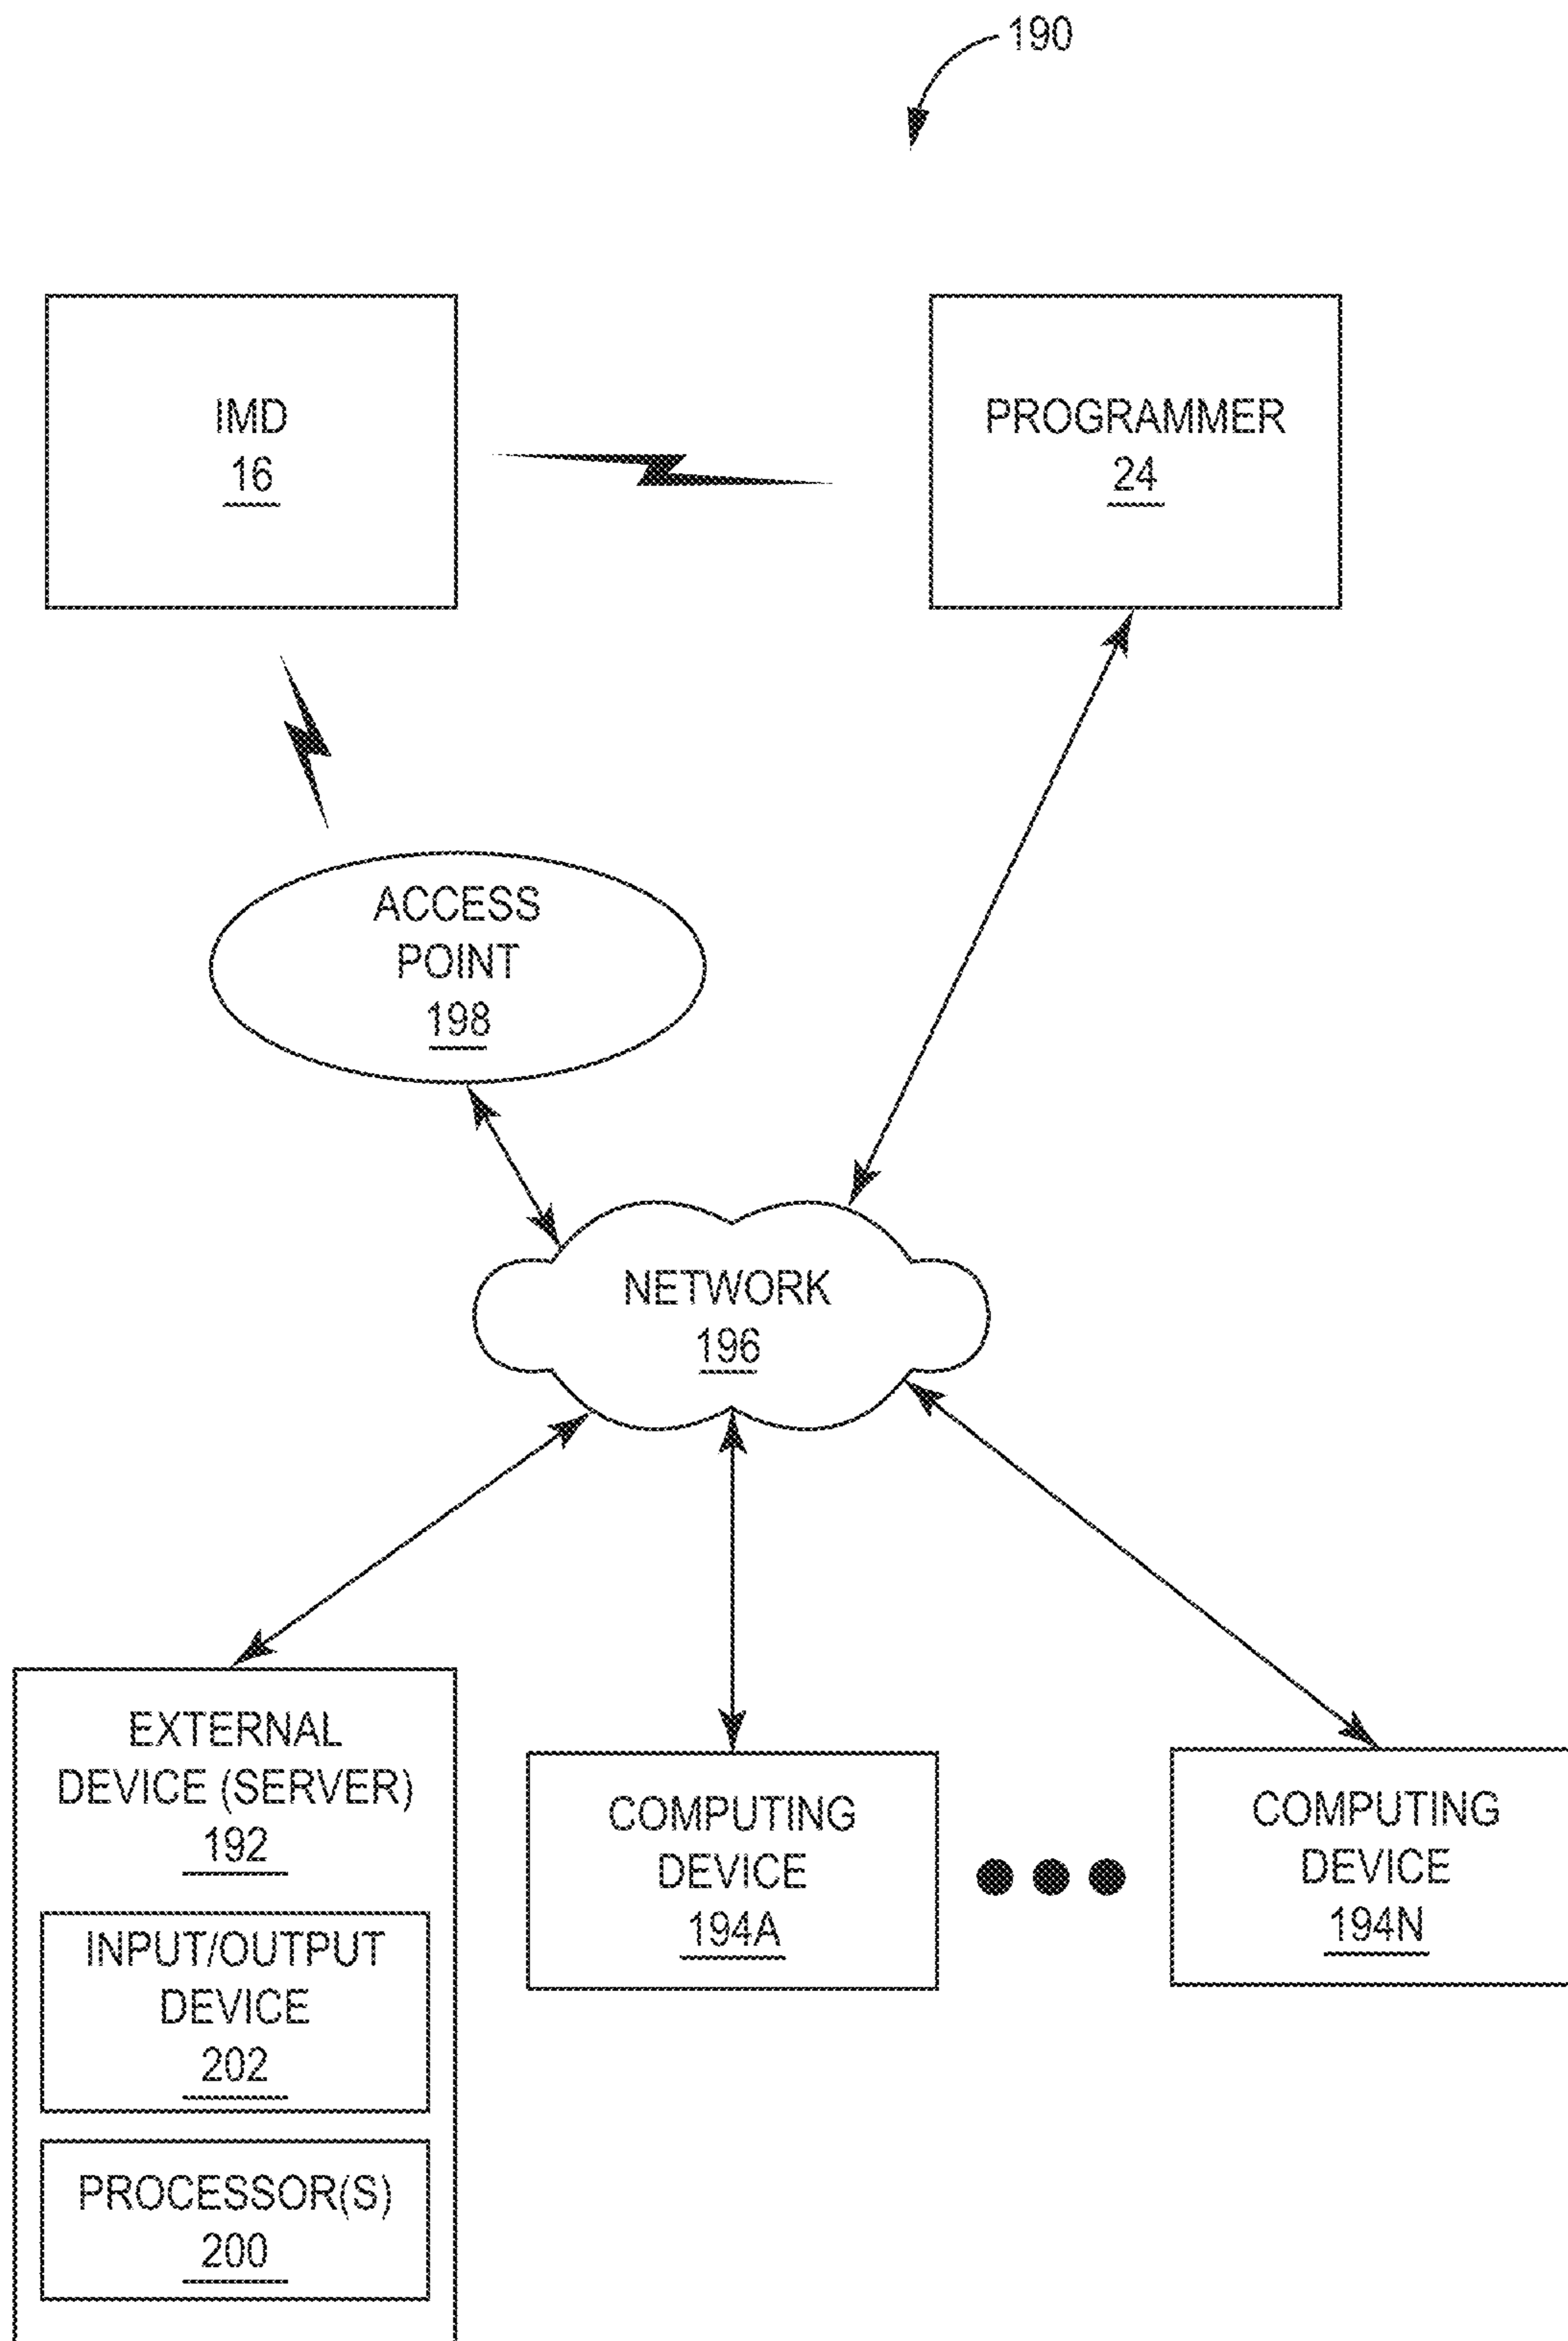 190
IMD
16
PROGRAMMER
24
ACCESS
POINT
198
NETWORK
196
EXTERNAL
DEVICE (SERVER)
192
INPUT/OUTPUT
DEVICE
202
PROCESSOR(S)
200
COMPUTING
DEVICE
194A
COMPUTING
DEVICE
194N